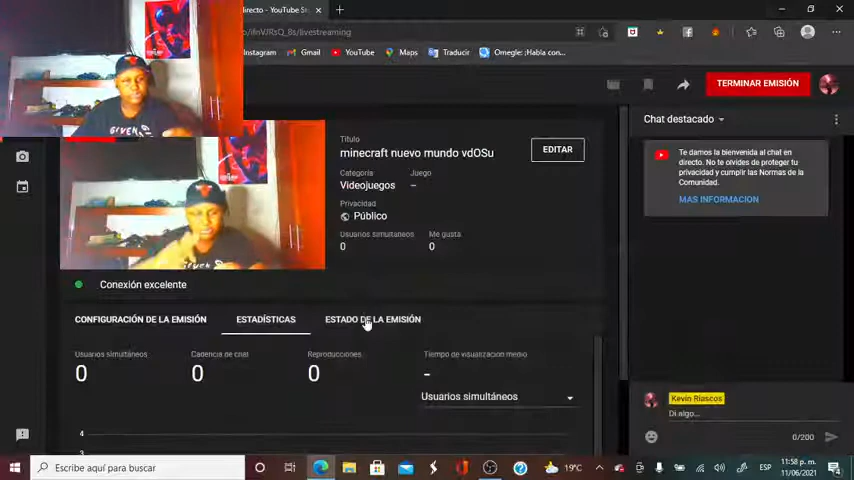 directo - YouTube St
ifnVJRsQ_8s/livestreaming
Instagram
Gmail
YouTube
Maps
Traducir
Omegle: ¡Habla con...
TERMINAR EMISIÓN
Título
minecraft nuevo mundo vdOSu
EDITAR
Categoría
Juego
Videojuegos
–
Privacidad
Público
Usuarios simultáneos
Me gusta
0
0
Conexión excelente
CONFIGURACIÓN DE LA EMISIÓN
ESTADÍSTICAS
ESTADO DE LA EMISIÓN
Usuarios simultáneos
Cadencia de chat
Reproducciones
Tiempo de visualización medio
0
0
0
-
Usuarios simultáneos
4
3
Chat destacado
Te damos la bienvenida al chat en
directo. No te olvides de proteger tu
privacidad y cumplir las Normas de la
Comunidad.
MÁS INFORMACIÓN
Kevin Riascos
Di algo...
0/200
Escribe aquí para buscar
19°C
ESP
11:58 p. m.
11/06/2021
4